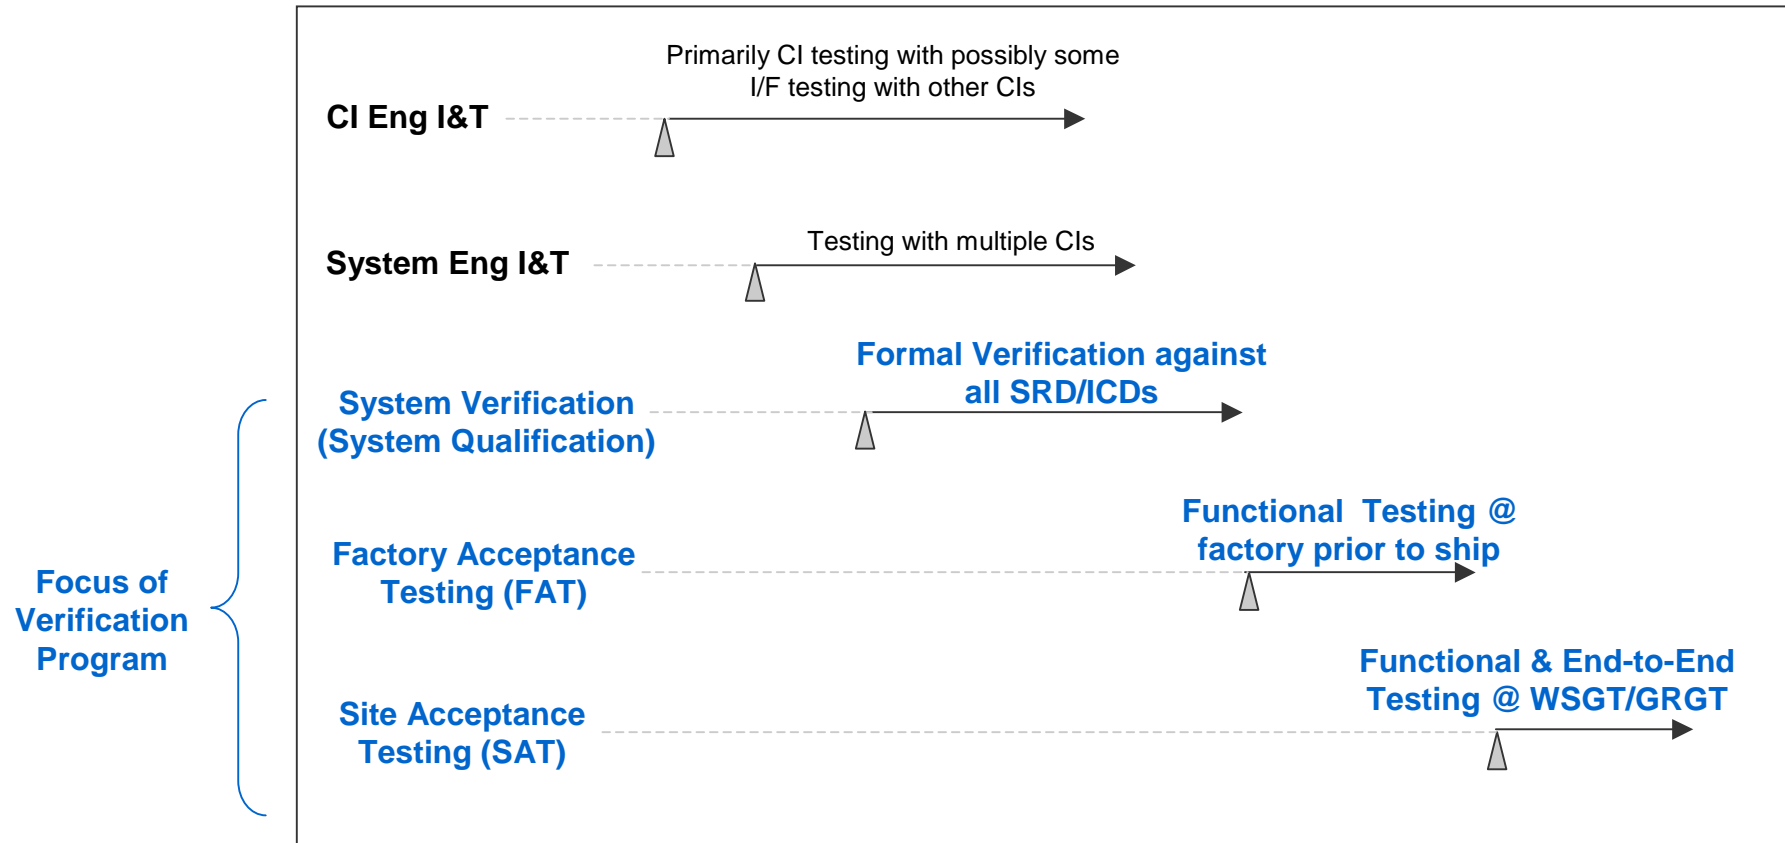 Primarily CI testing with possibly some
I/F testing with other CIs
CI Eng I&T
Testing with multiple CIs
System Eng I&T
Formal Verification against
all SRD/ICDs
System Verification
(System Qualification)
Functional Testing @
factory prior to ship
Factory Acceptance
Testing (FAT)
Focus of
Verification
Program
Functional & End-to-End
Testing @ WSGT/GRGT
Site Acceptance
Testing (SAT)